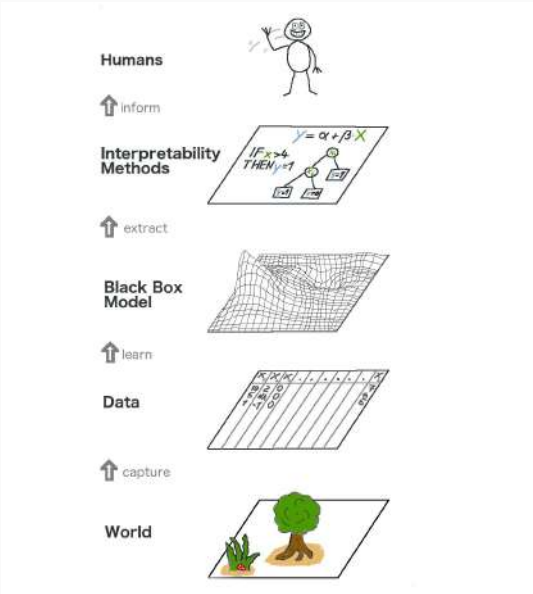 Humans
inform
Interpretability
Methods
y = α + β X
IF x>4
THEN y=1
extract
Black Box
Model
learn
Data
capture
World